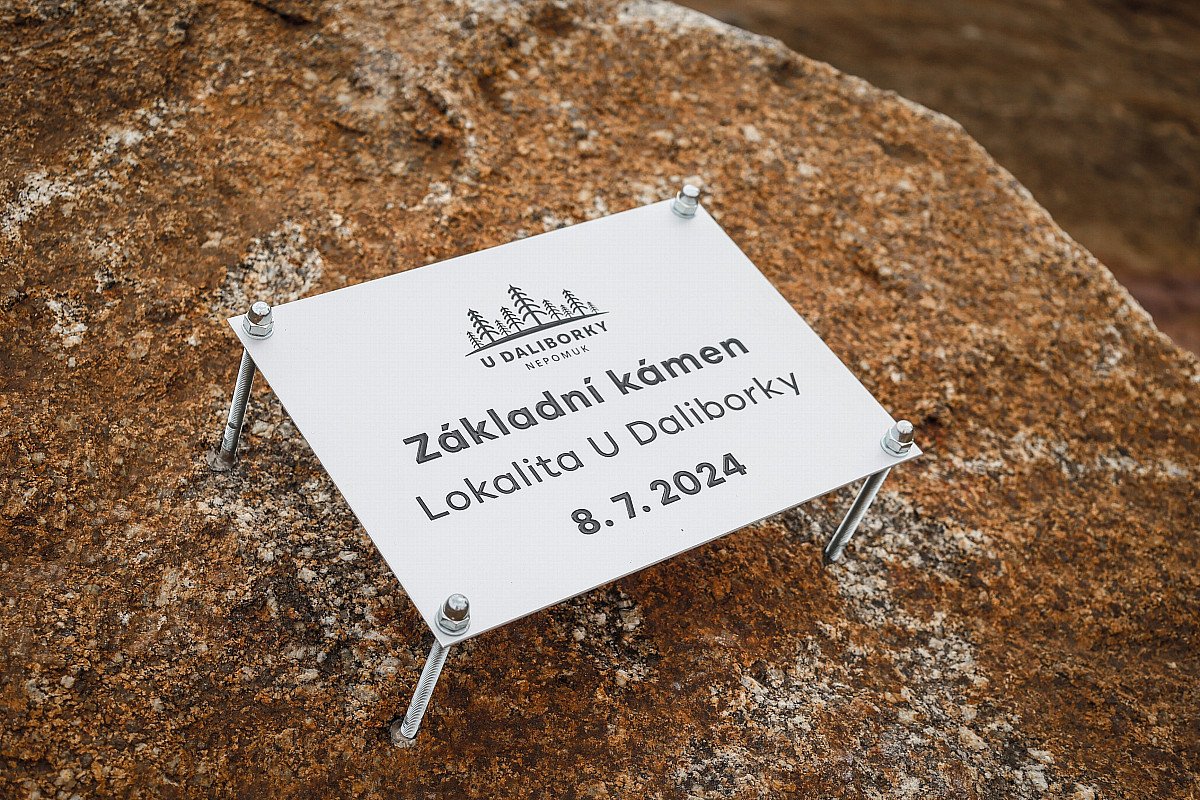 U DALIBORKY
NEPOMUK
Základní kámen
Lokalita U Daliborky
8. 7. 2024